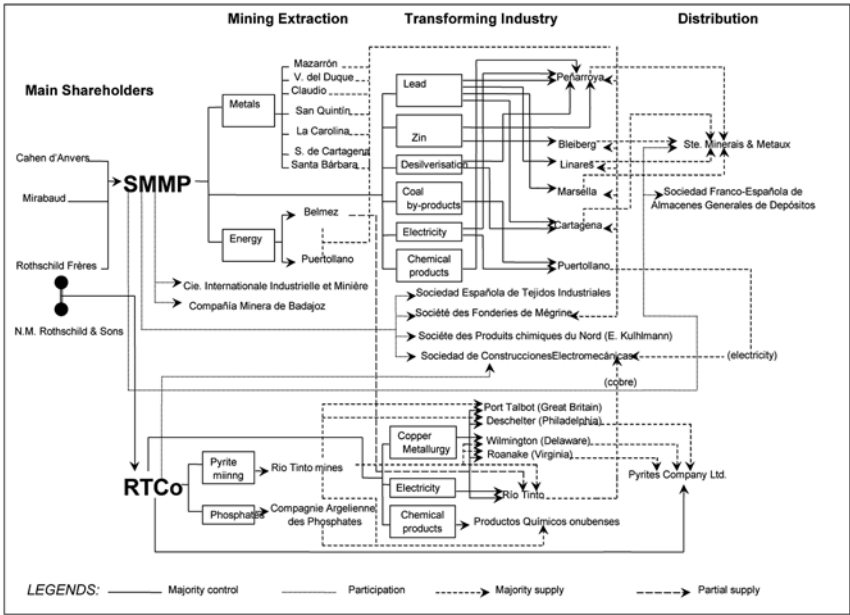 Mining Extraction
Transforming Industry
Distribution
Main Shareholders
Cahen d'Anvers
Mirabaud
Rothschild Frères
N.M. Rothschild & Sons
SMMP
Metals
Mazarrón
V. del Duque
Claudio
San Quintín
La Carolina
S. de Cartagena
Santa Bárbara
Energy
Belmez
Puertollano
Cie. Internationale Industrielle et Minière
Compañía Minera de Badajoz
Lead
Zin
Desilverisation
Coal
by-products
Electricity
Chemical
products
Peñarroya
Bleiberg
Linares
Marsella
Cartagena
Puertollano
Sociedad Española de Tejidos Industriales
Société des Fonderies de Mégrine
Sociéte des Produits chimiques du Nord (E. Kulhlmann)
Sociedad de ConstruccionesElectromecánicas
(cobre)
(electricity)
Ste. Minerais & Metaux
Sociedad Franco-Española de
Almacenes Generales de Depósitos
RTCo
Pyrite
miinng
Rio Tinto mines
Phosphates
Compagnie Argelienne
des Phosphates
Copper
Metallurgy
Electricity
Chemical
products
Port Talbot (Great Britain)
Deschelter (Philadelphia)
Wilmington (Delaware)
Roanake (Virginia)
Río Tinto
Productos Químicos onubenses
Pyrites Company Ltd.
LEGENDS:
Majority control
Participation
Majority supply
Partial supply